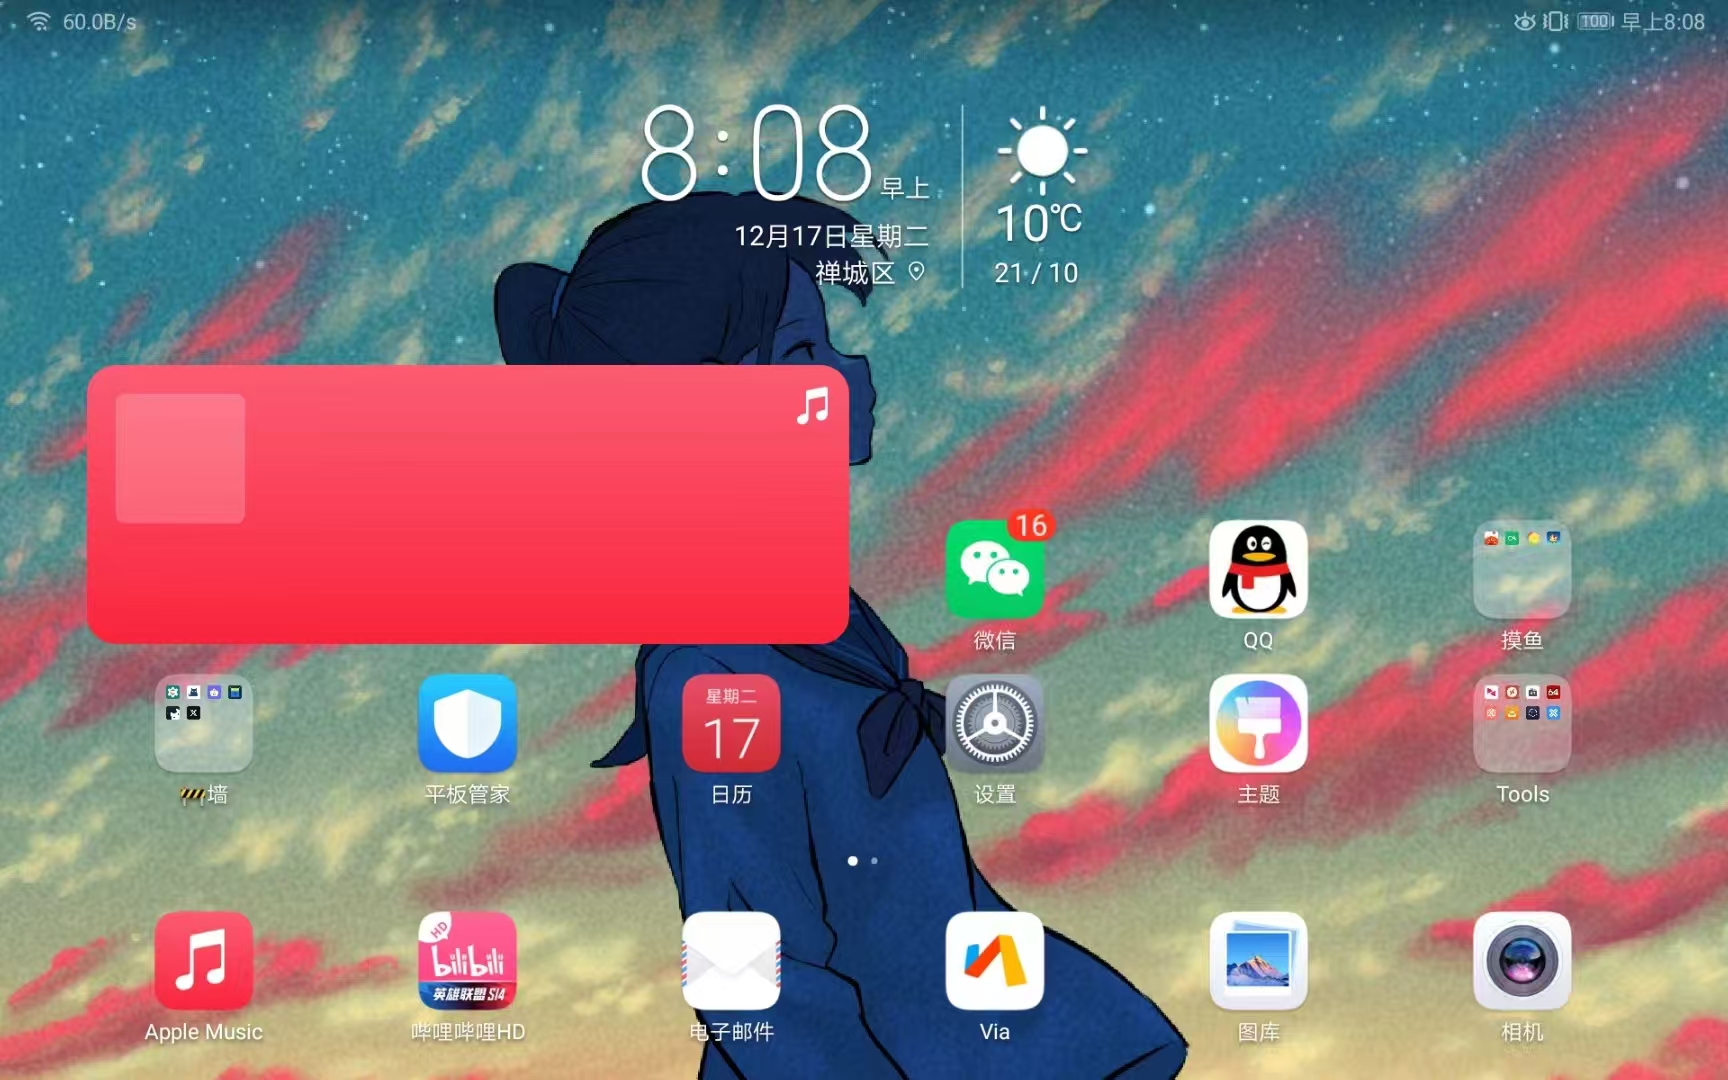 60.0B/s
100 早上8:08
8:08 早上
12月17日星期二
禅城区
10℃
21 / 10
16
微信
QQ
摸鱼
星期二
17
64
墙
平板管家
日历
设置
主题
Tools
HD
bilibili
英雄联盟 S14
Apple Music
哔哩哔哩HD
电子邮件
Via
图库
相机